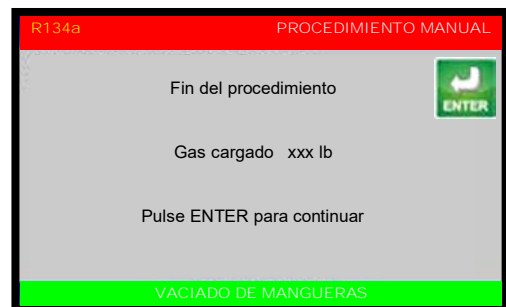 R134a PROCEDIMIENTO MANUAL
Fin del procedimiento
ENTER
Gas cargado xxx lb
Pulse ENTER para continuar
VACIADO DE MANGUERAS